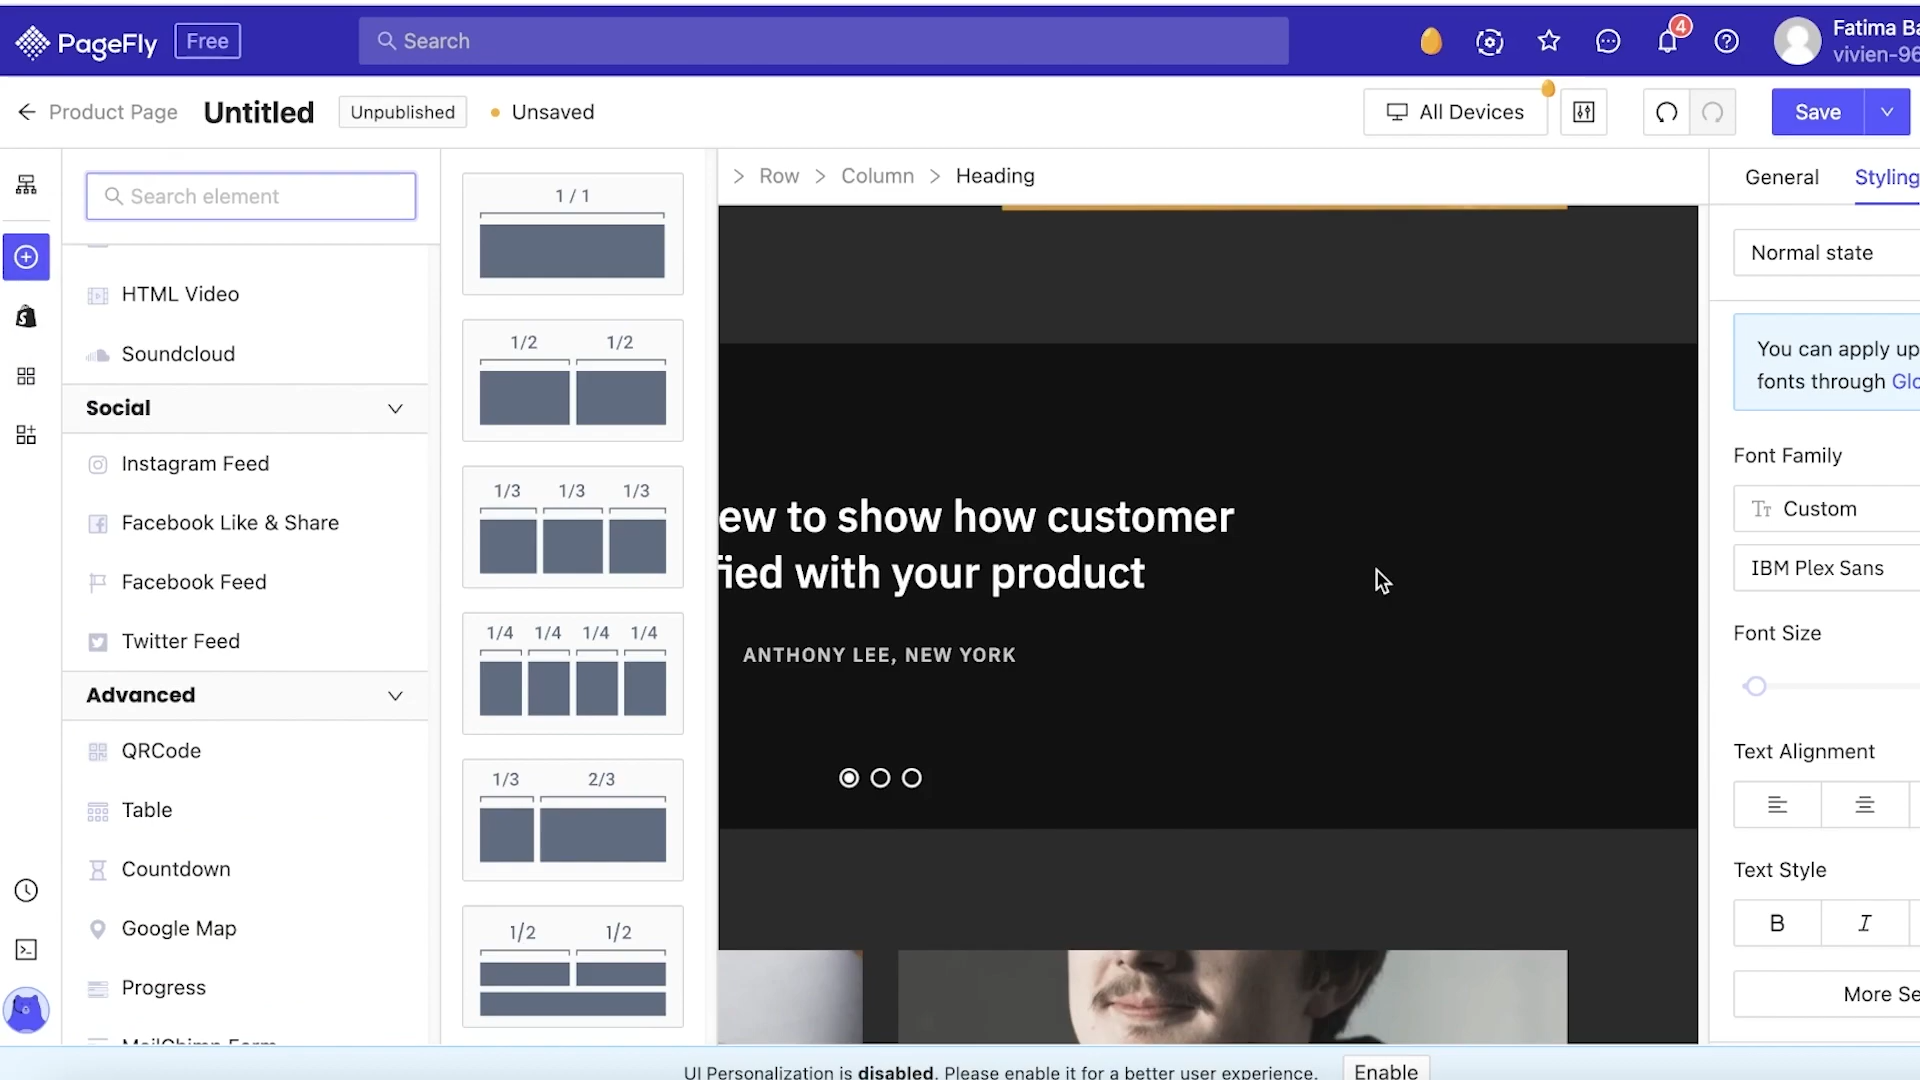 PageFly Free Search 4 Fatima Ba
vivien-96
Product Page Untitled Unpublished Unsaved All Devices Save
Search element
HTML Video
Soundcloud
Social
Instagram Feed
Facebook Like & Share
Facebook Feed
Twitter Feed
Advanced
QRCode
Table
Countdown
Google Map
Progress
MailChimp Form
1 / 1
1/2 1/2
1/3 1/3 1/3
1/4 1/4 1/4 1/4
1/3 2/3
1/2 1/2
> Row > Column > Heading
ew to show how customer
fied with your product
ANTHONY LEE, NEW YORK
General Styling
Normal state
You can apply up
fonts through Glo
Font Family
Custom
IBM Plex Sans
Font Size
Text Alignment
Text Style
B I
More Se
UI Personalization is disabled. Please enable it for a better user experience. Enable